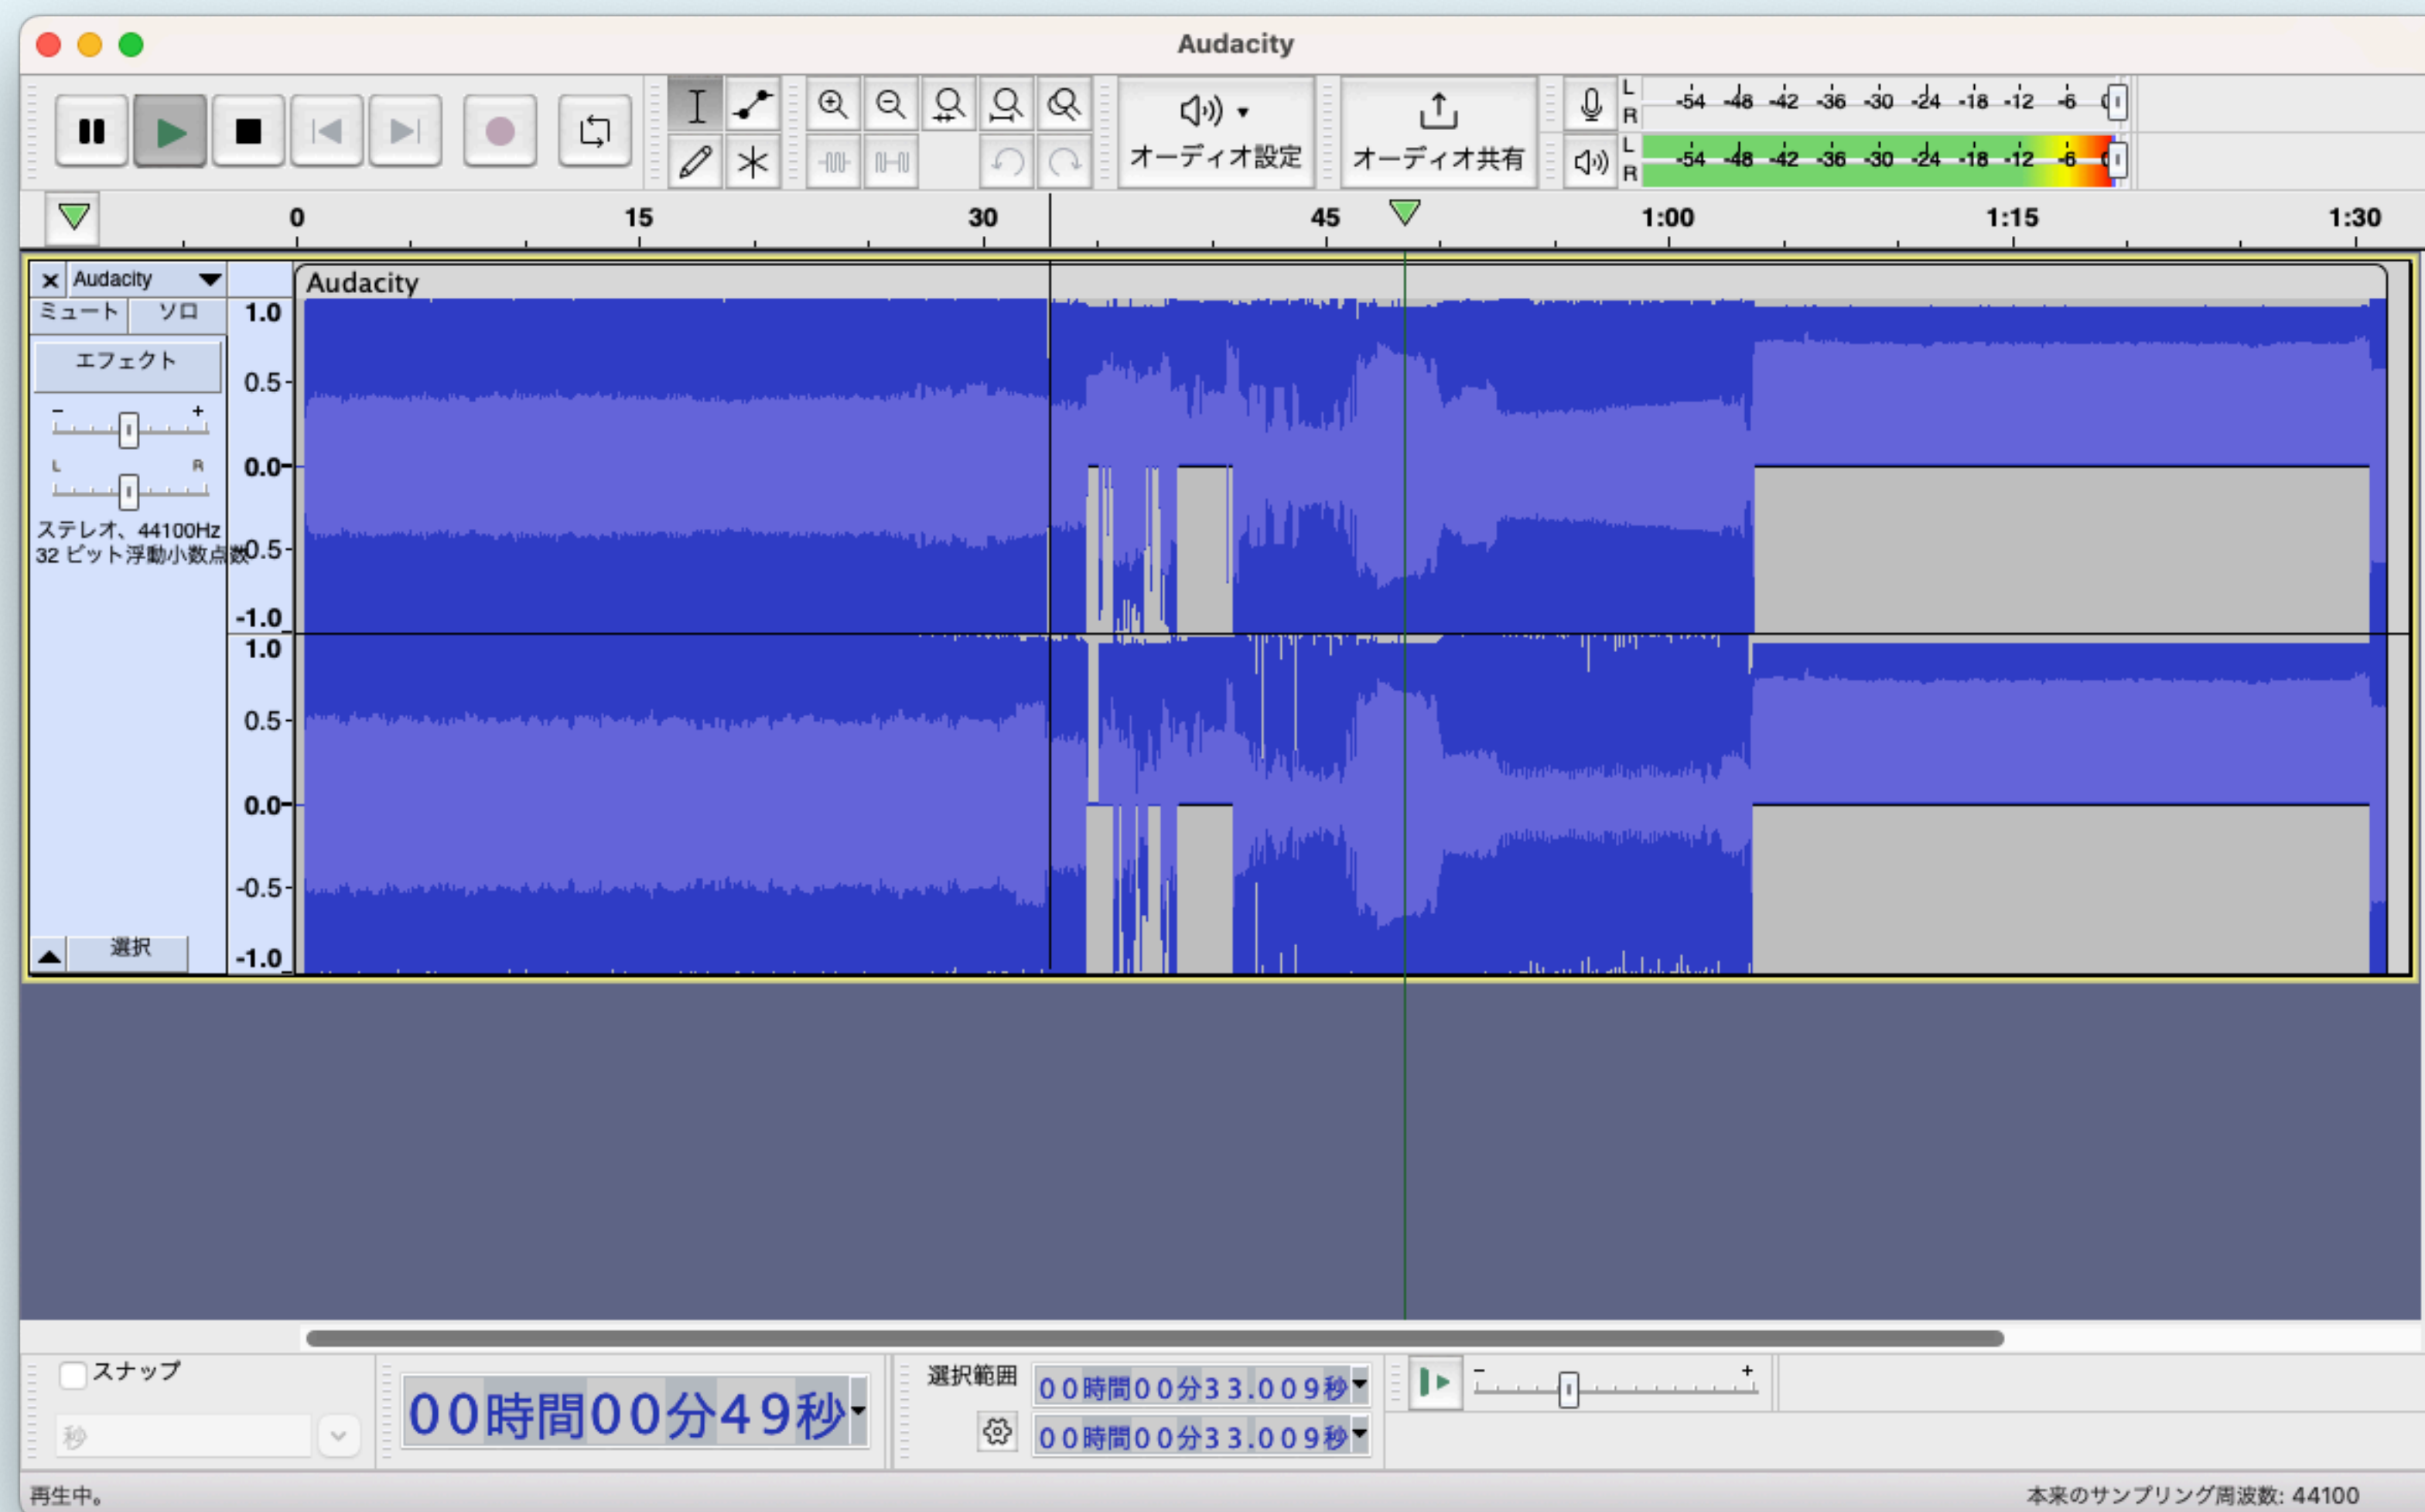 Audacity
オーディオ設定
オーディオ共有
L
R
-54 -48 -42 -36 -30 -24 -18 -12 -6 0
L
R
-54 -48 -42 -36 -30 -24 -18 -12 -6 0
0 15 30 45 1:00 1:15 1:30
Audacity
Audacity
ミュート ソロ
エフェクト
- +
L R
ステレオ、44100Hz
32 ビット浮動小数点数
選択
1.0
0.5
0.0
-0.5
-1.0
1.0
0.5
0.0
-0.5
-1.0
スナップ
秒
00時間00分49秒
選択範囲
00時間00分33.009秒
00時間00分33.009秒
- +
再生中。
本来のサンプリング周波数: 44100